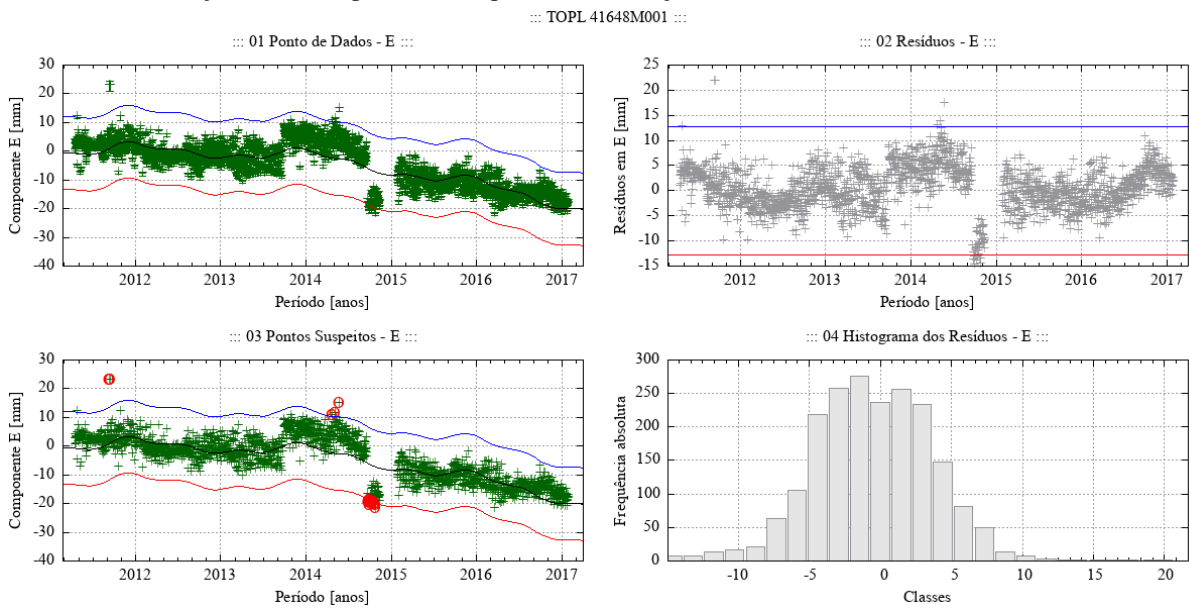 ::: TOPL 41648M001 :::
::: 01 Ponto de Dados - E :::
Componente E [mm]
30
20
10
0
-10
-20
-30
-40
2012 2013 2014 2015 2016 2017
Período [anos]
::: 02 Resíduos - E :::
Resíduos em E [mm]
25
20
15
10
5
0
-5
-10
-15
2012 2013 2014 2015 2016 2017
Período [anos]
::: 03 Pontos Suspeitos - E :::
Componente E [mm]
30
20
10
0
-10
-20
-30
-40
2012 2013 2014 2015 2016 2017
Período [anos]
::: 04 Histograma dos Resíduos - E :::
Frequência absoluta
300
250
200
150
100
50
0
-10 -5 0 5 10 15 20
Classes